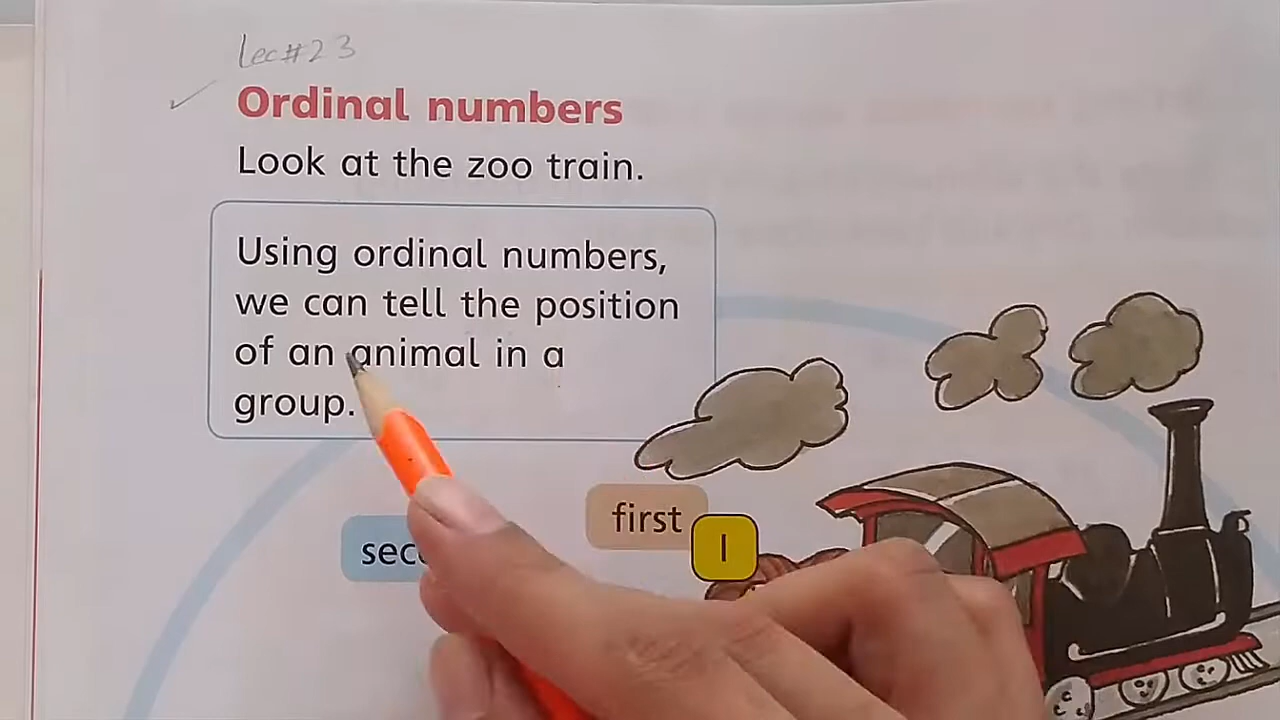 Lec#23
Ordinal numbers
Look at the zoo train.
Using ordinal numbers,
we can tell the position
of an animal in a
group.
first
1